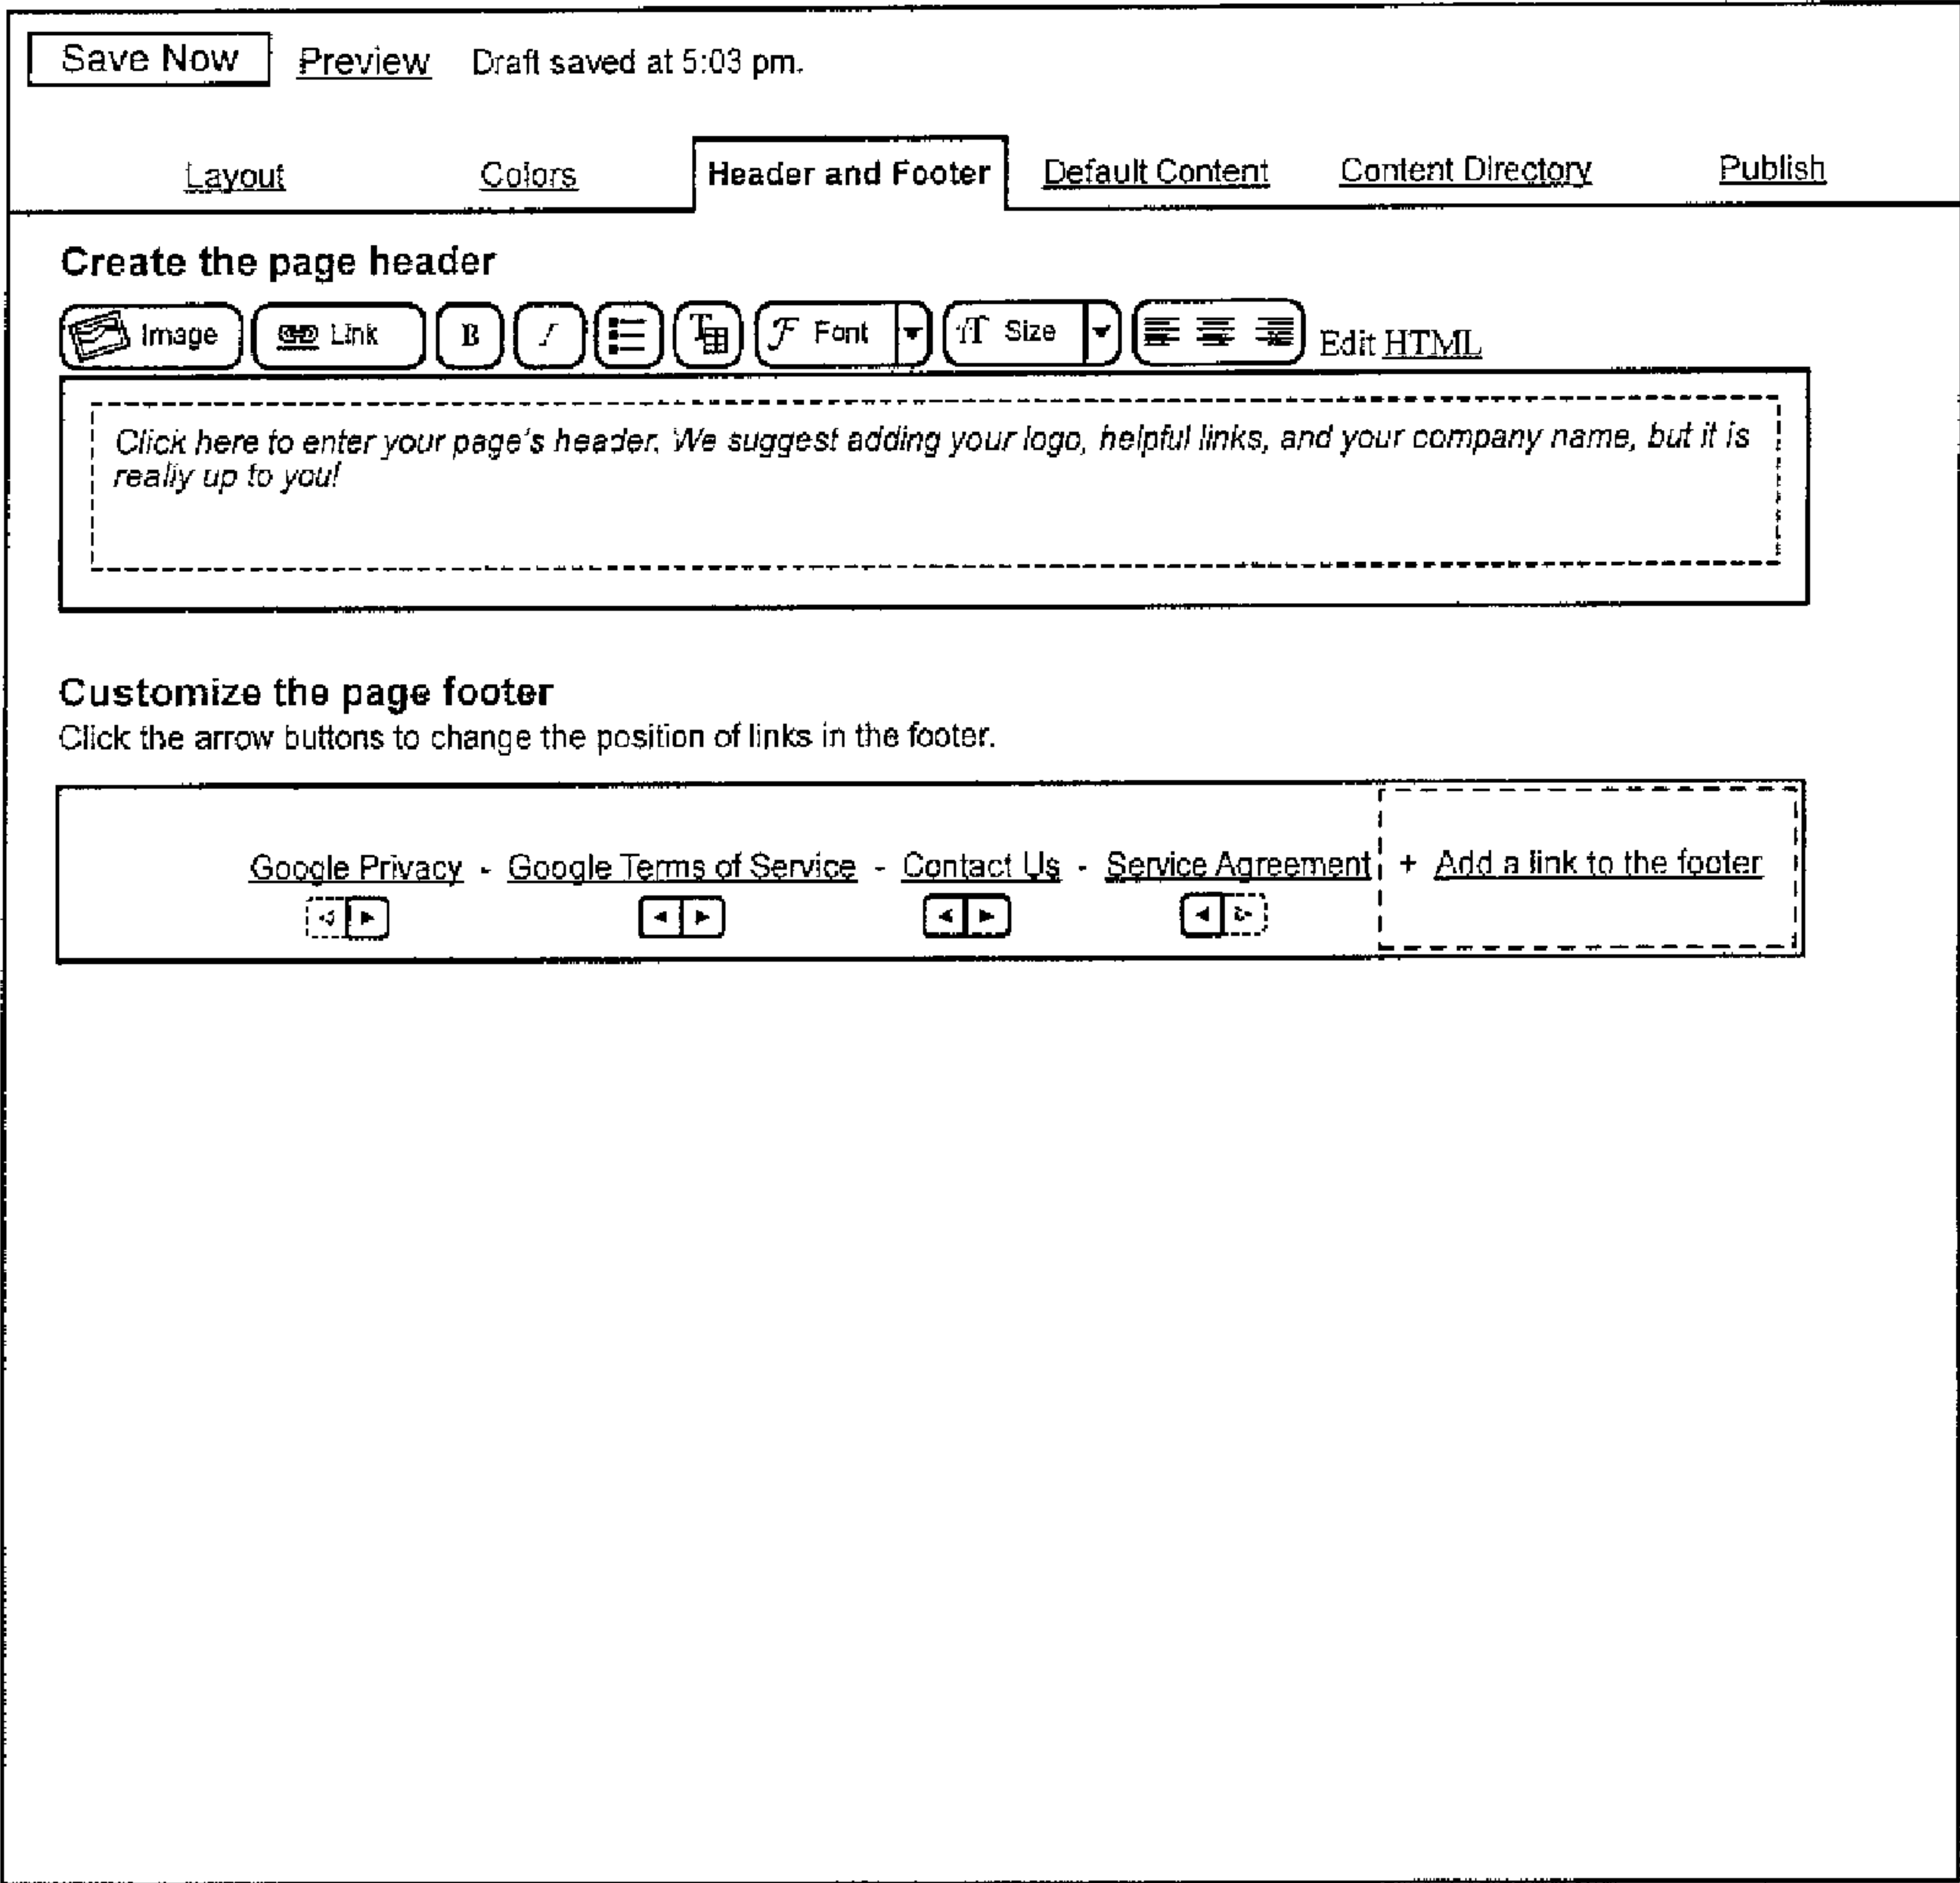 Save Now Preview Draft saved at 5:03 pm.
Layout Colors Header and Footer Default Content Content Directory Publish
Create the page header
Image Link B I T F Font TT Size Edit HTML
Click here to enter your page's header. We suggest adding your logo, helpful links, and your company name, but it is
really up to you!
Customize the page footer
Click the arrow buttons to change the position of links in the footer.
Google Privacy - Google Terms of Service - Contact Us - Service Agreement + Add a link to the footer